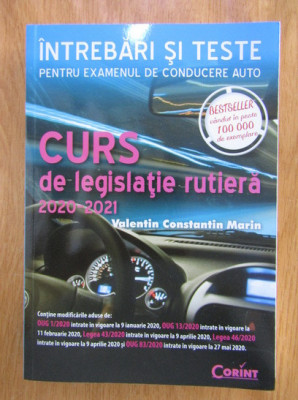 ÎNTREBĂRI ȘI TESTE
PENTRU EXAMENUL DE CONDUCERE AUTO
BESTSELLER
vândut în peste
100 000
de exemplare
CURS
de legislație rutieră
2020-2021
Valentin Constantin Marin
Conține modificările aduse de:
OUG 1/2020 intrate în vigoare la 9 ianuarie 2020, OUG 13/2020 intrate în vigoare la
11 februarie 2020, Legea 43/2020 intrate în vigoare la 9 aprilie 2020, Legea 46/2020
intrate în vigoare la 9 aprilie 2020 și OUG 82/2020 intrate în vigoare la 27 mai 2020.
CORINT